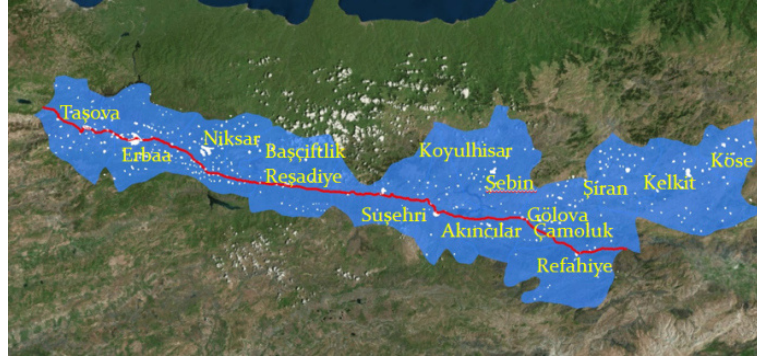 Taşova
Erbaa
Niksar
Başçiftlik
Reşadiye
Koyulhisar
Şebin
Suşehri
Akıncılar
Gölova
Çamoluk
Refahiye
Şiran
Kelkit
Köse